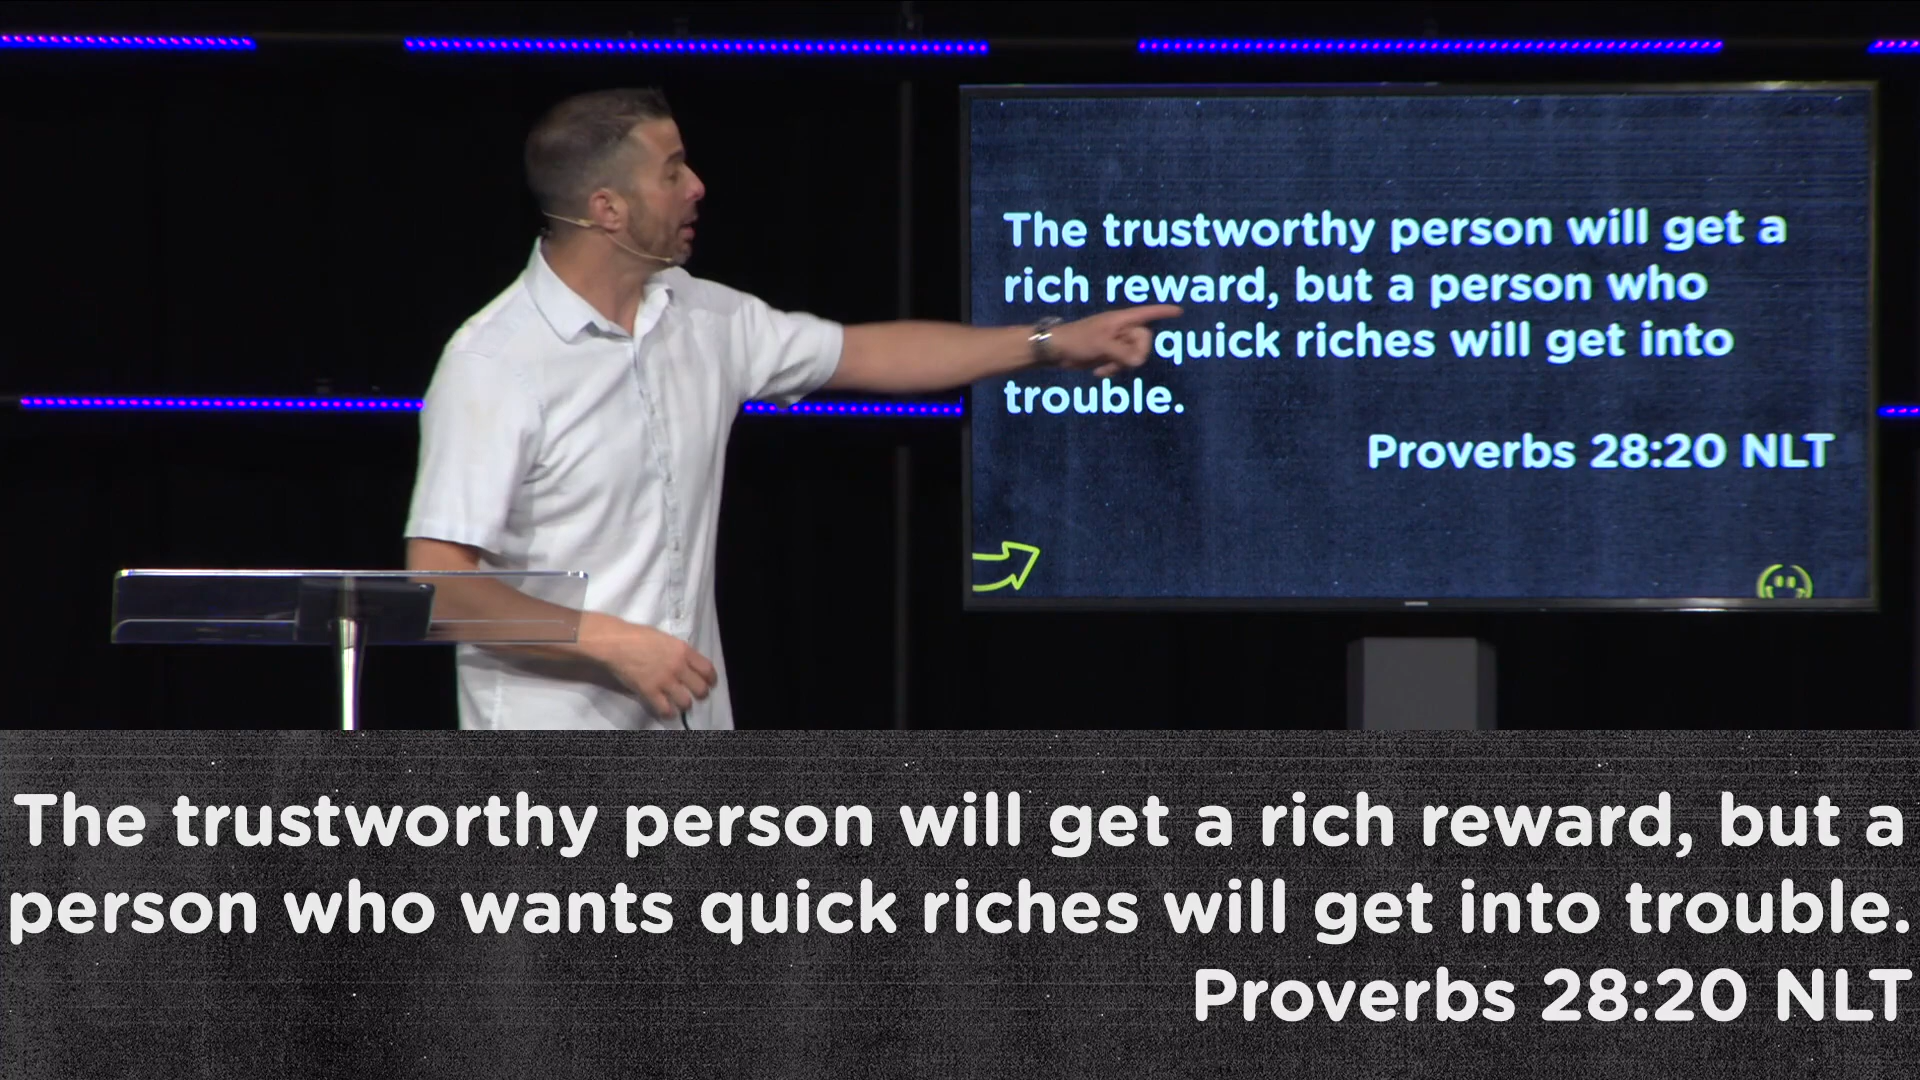 The trustworthy person will get a
rich reward, but a person who
quick riches will get into
trouble.
Proverbs 28:20 NLT
The trustworthy person will get a rich reward, but a
person who wants quick riches will get into trouble.
Proverbs 28:20 NLT